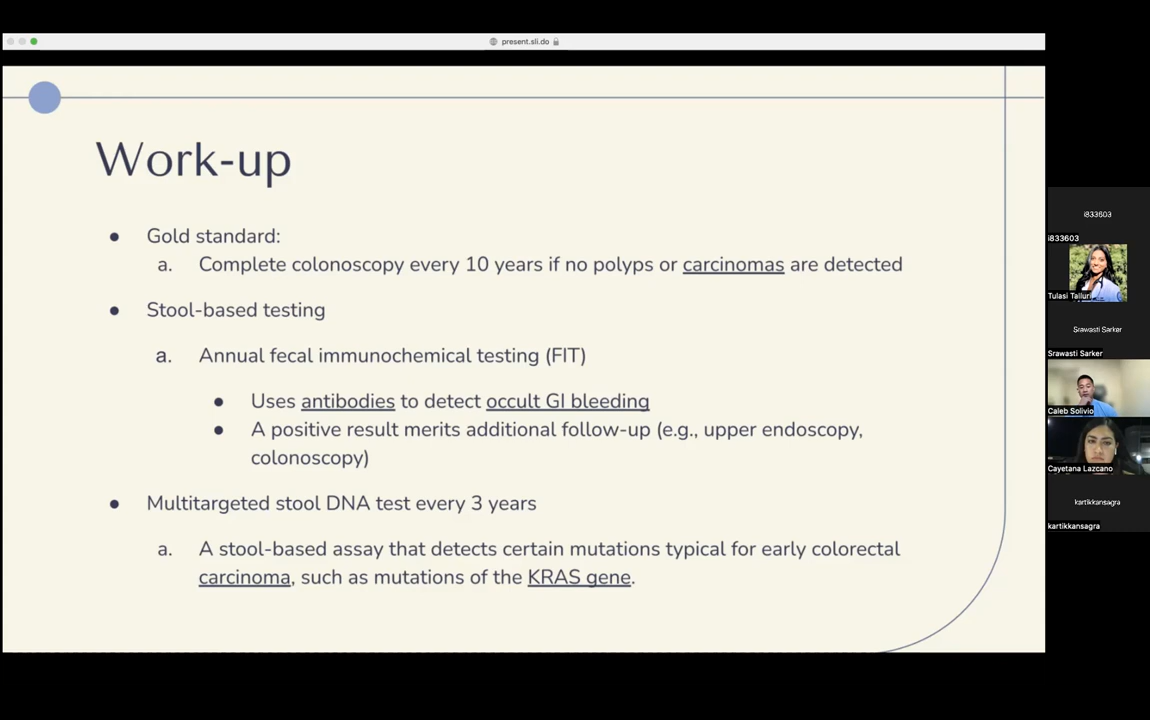 present.sli.do
Work-up
● Gold standard:
a. Complete colonoscopy every 10 years if no polyps or carcinomas are detected
● Stool-based testing
a. Annual fecal immunochemical testing (FIT)
● Uses antibodies to detect occult GI bleeding
● A positive result merits additional follow-up (e.g., upper endoscopy,
colonoscopy)
● Multitargeted stool DNA test every 3 years
a. A stool-based assay that detects certain mutations typical for early colorectal
carcinoma, such as mutations of the KRAS gene.
i833603
i833603
Tulasi Talluri
Srawasti Sarker
Srawasti Sarker
Caleb Solivio
Cayetana Lazcano
kartikkansagra
kartikkansagra